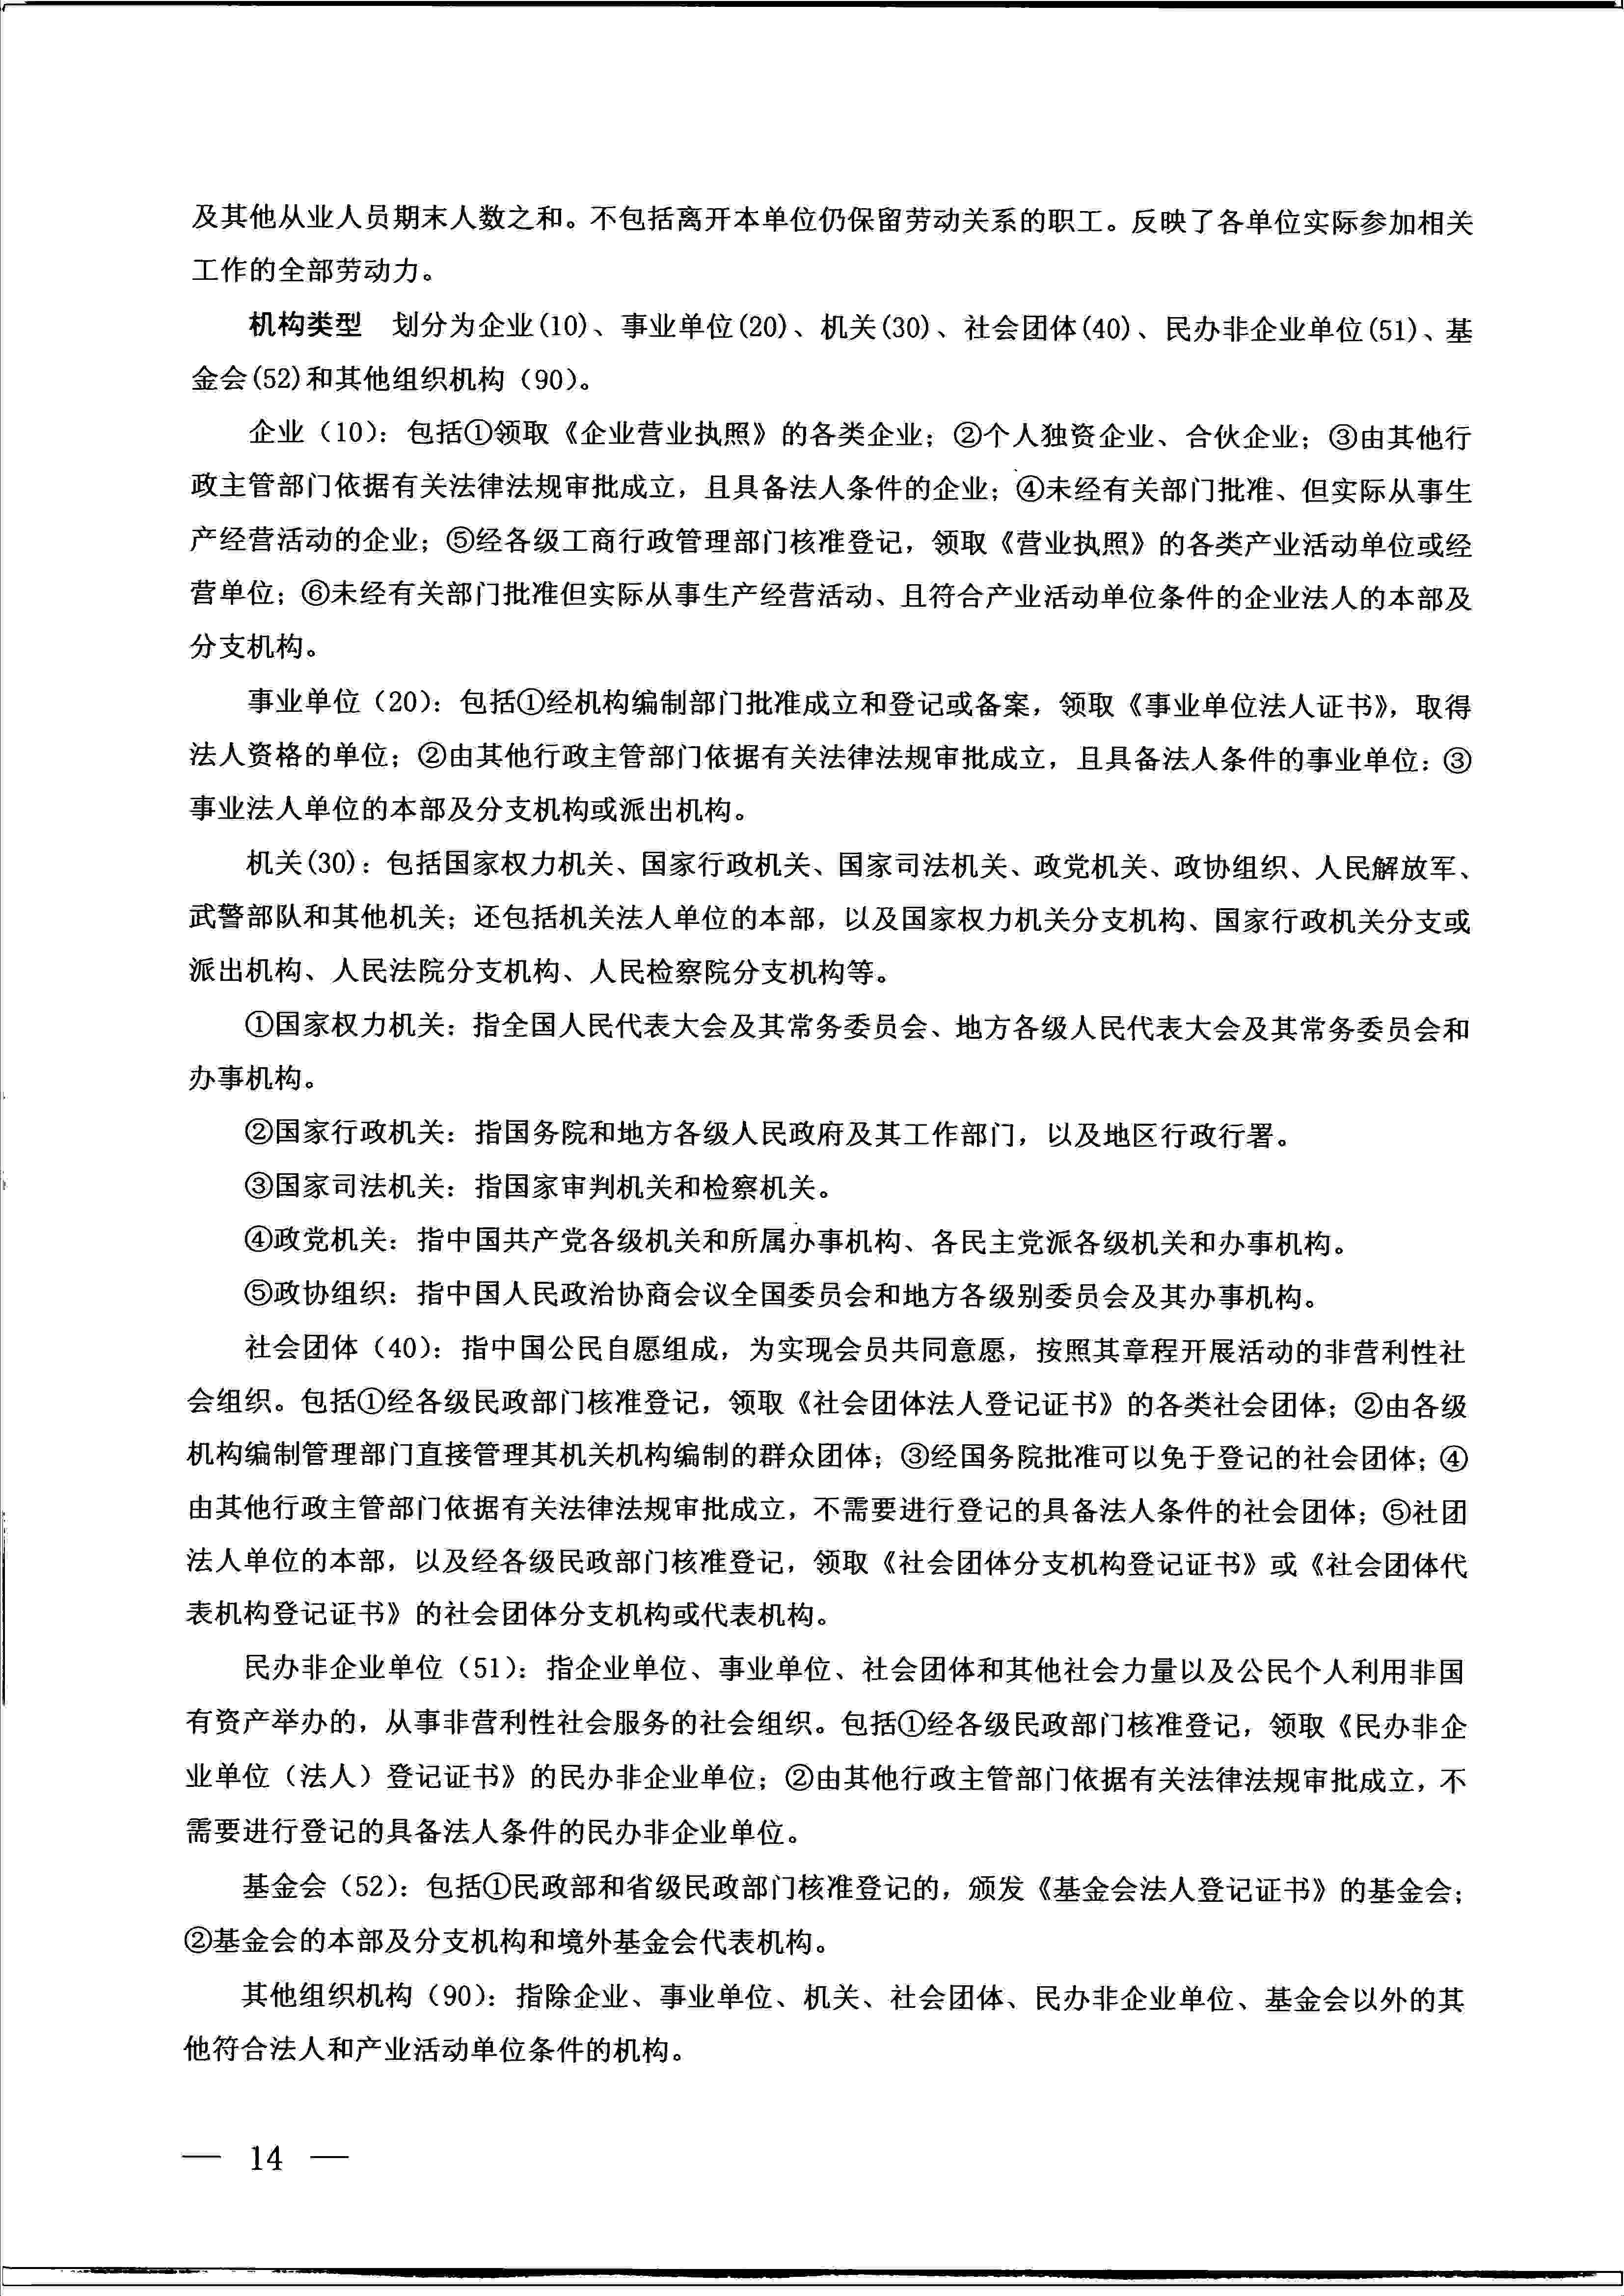 及其他从业人员期末人数之和。不包括离开本单位仍保留劳动关系的职工。反映了各单位实际参加相关
工作的全部劳动力。
机构类型　划分为企业(10)、事业单位(20)、机关(30)、社会团体(40)、民办非企业单位(51)、基
金会(52)和其他组织机构（90）。
企业（10）：包括①领取《企业营业执照》的各类企业；②个人独资企业、合伙企业；③由其他行
政主管部门依据有关法律法规审批成立，且具备法人条件的企业；④未经有关部门批准、但实际从事生
产经营活动的企业；⑤经各级工商行政管理部门核准登记，领取《营业执照》的各类产业活动单位或经
营单位；⑥未经有关部门批准但实际从事生产经营活动、且符合产业活动单位条件的企业法人的本部及
分支机构。
事业单位（20）：包括①经机构编制部门批准成立和登记或备案，领取《事业单位法人证书》，取得
法人资格的单位；②由其他行政主管部门依据有关法律法规审批成立，且具备法人条件的事业单位：③
事业法人单位的本部及分支机构或派出机构。
机关(30)：包括国家权力机关、国家行政机关、国家司法机关、政党机关、政协组织、人民解放军、
武警部队和其他机关；还包括机关法人单位的本部，以及国家权力机关分支机构、国家行政机关分支或
派出机构、人民法院分支机构、人民检察院分支机构等。
①国家权力机关：指全国人民代表大会及其常务委员会、地方各级人民代表大会及其常务委员会和
办事机构。
②国家行政机关：指国务院和地方各级人民政府及其工作部门，以及地区行政行署。
③国家司法机关：指国家审判机关和检察机关。
④政党机关：指中国共产党各级机关和所属办事机构、各民主党派各级机关和办事机构。
⑤政协组织：指中国人民政治协商会议全国委员会和地方各级别委员会及其办事机构。
社会团体（40）：指中国公民自愿组成，为实现会员共同意愿，按照其章程开展活动的非营利性社
会组织。包括①经各级民政部门核准登记，领取《社会团体法人登记证书》的各类社会团体；②由各级
机构编制管理部门直接管理其机关机构编制的群众团体；③经国务院批准可以免于登记的社会团体；④
由其他行政主管部门依据有关法律法规审批成立，不需要进行登记的具备法人条件的社会团体；⑤社团
法人单位的本部，以及经各级民政部门核准登记，领取《社会团体分支机构登记证书》或《社会团体代
表机构登记证书》的社会团体分支机构或代表机构。
民办非企业单位（51）：指企业单位、事业单位、社会团体和其他社会力量以及公民个人利用非国
有资产举办的，从事非营利性社会服务的社会组织。包括①经各级民政部门核准登记，领取《民办非企
业单位（法人）登记证书》的民办非企业单位；②由其他行政主管部门依据有关法律法规审批成立，不
需要进行登记的具备法人条件的民办非企业单位。
基金会（52）：包括①民政部和省级民政部门核准登记的，颁发《基金会法人登记证书》的基金会；
②基金会的本部及分支机构和境外基金会代表机构。
其他组织机构（90）：指除企业、事业单位、机关、社会团体、民办非企业单位、基金会以外的其
他符合法人和产业活动单位条件的机构。
— 14 —